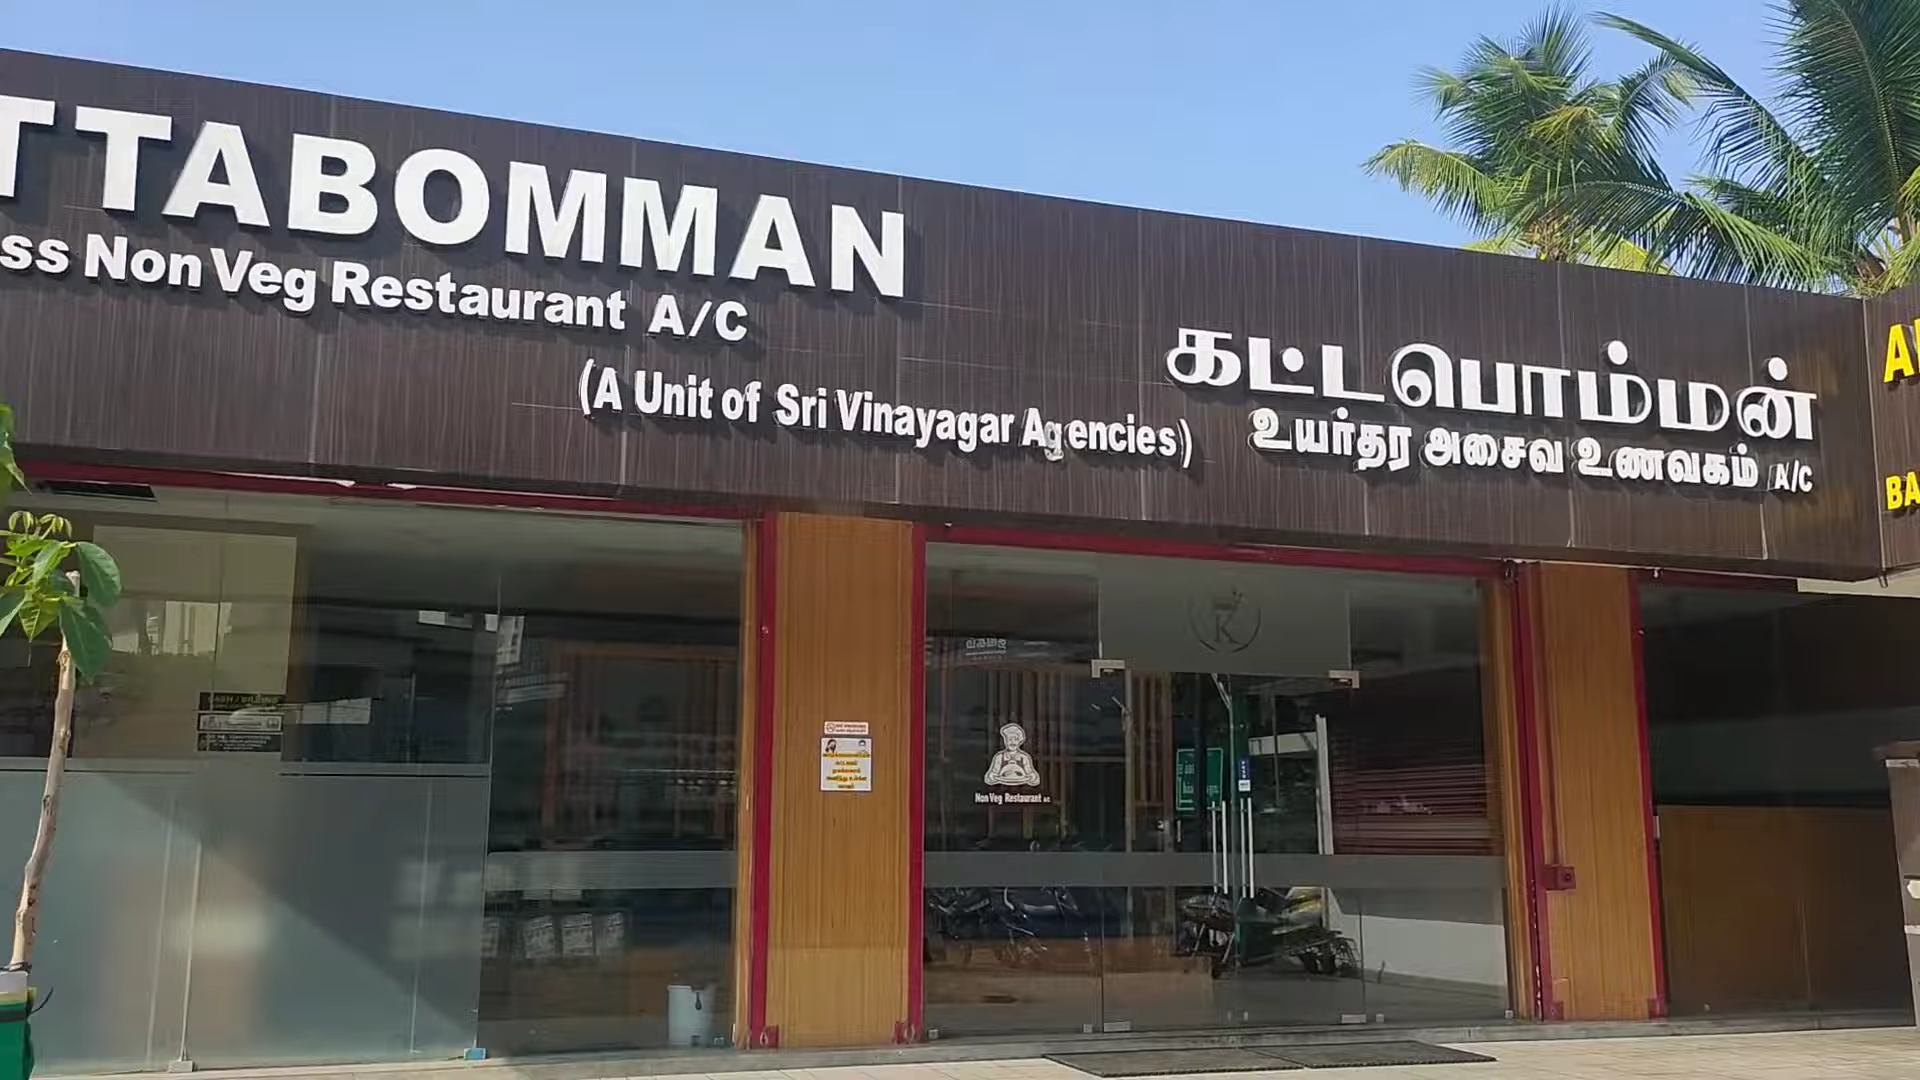 TTABOMMAN
ss Non Veg Restaurant A/C
(A Unit of Sri Vinayagar Agencies)
கட்டபொம்மன்
உயர்தர அசைவ உணவகம் A/C
BA
K
Non Veg Restaurant A/C